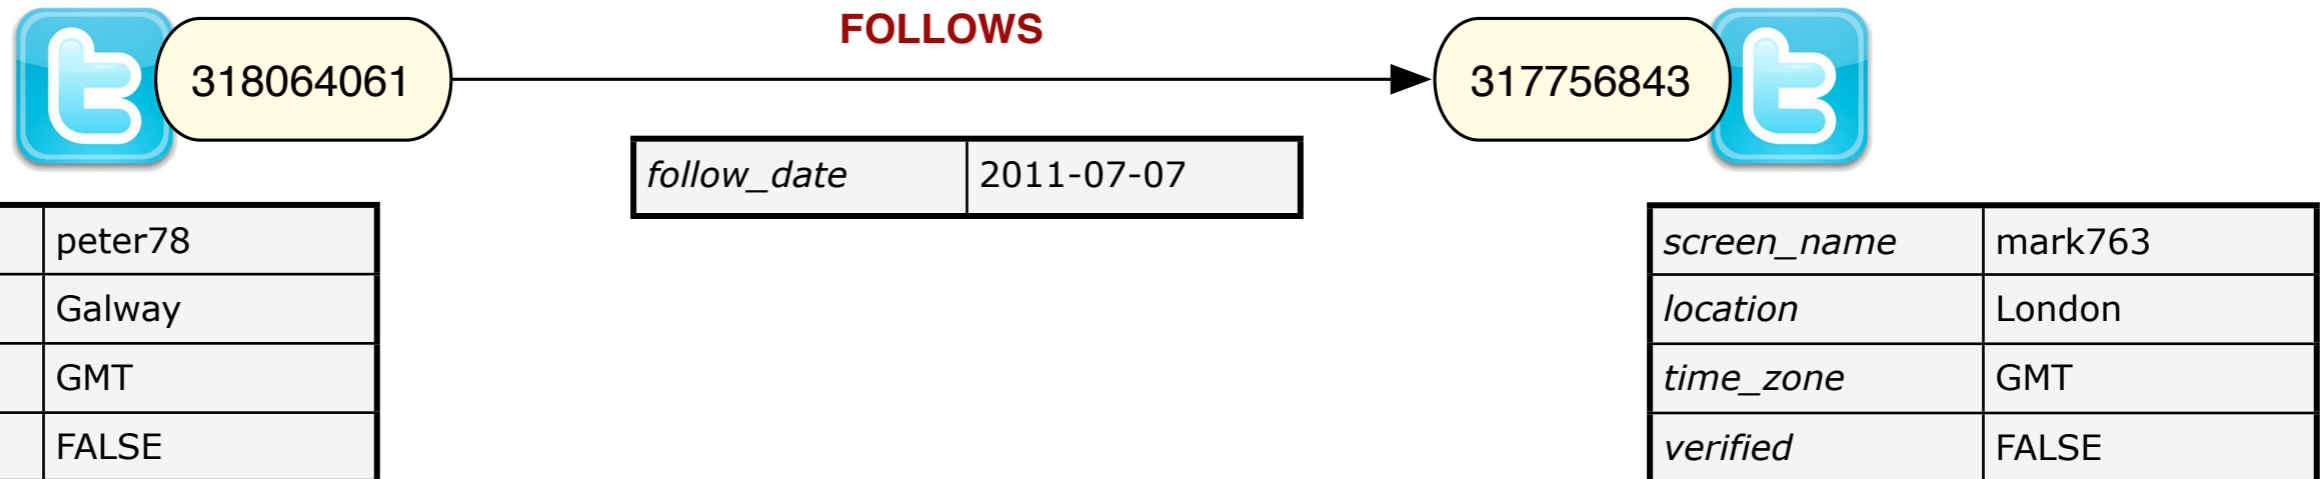 FOLLOWS
318064061
317756843
follow_date 2011-07-07
peter78
Galway
GMT
FALSE
screen_name mark763
location London
time_zone GMT
verified FALSE